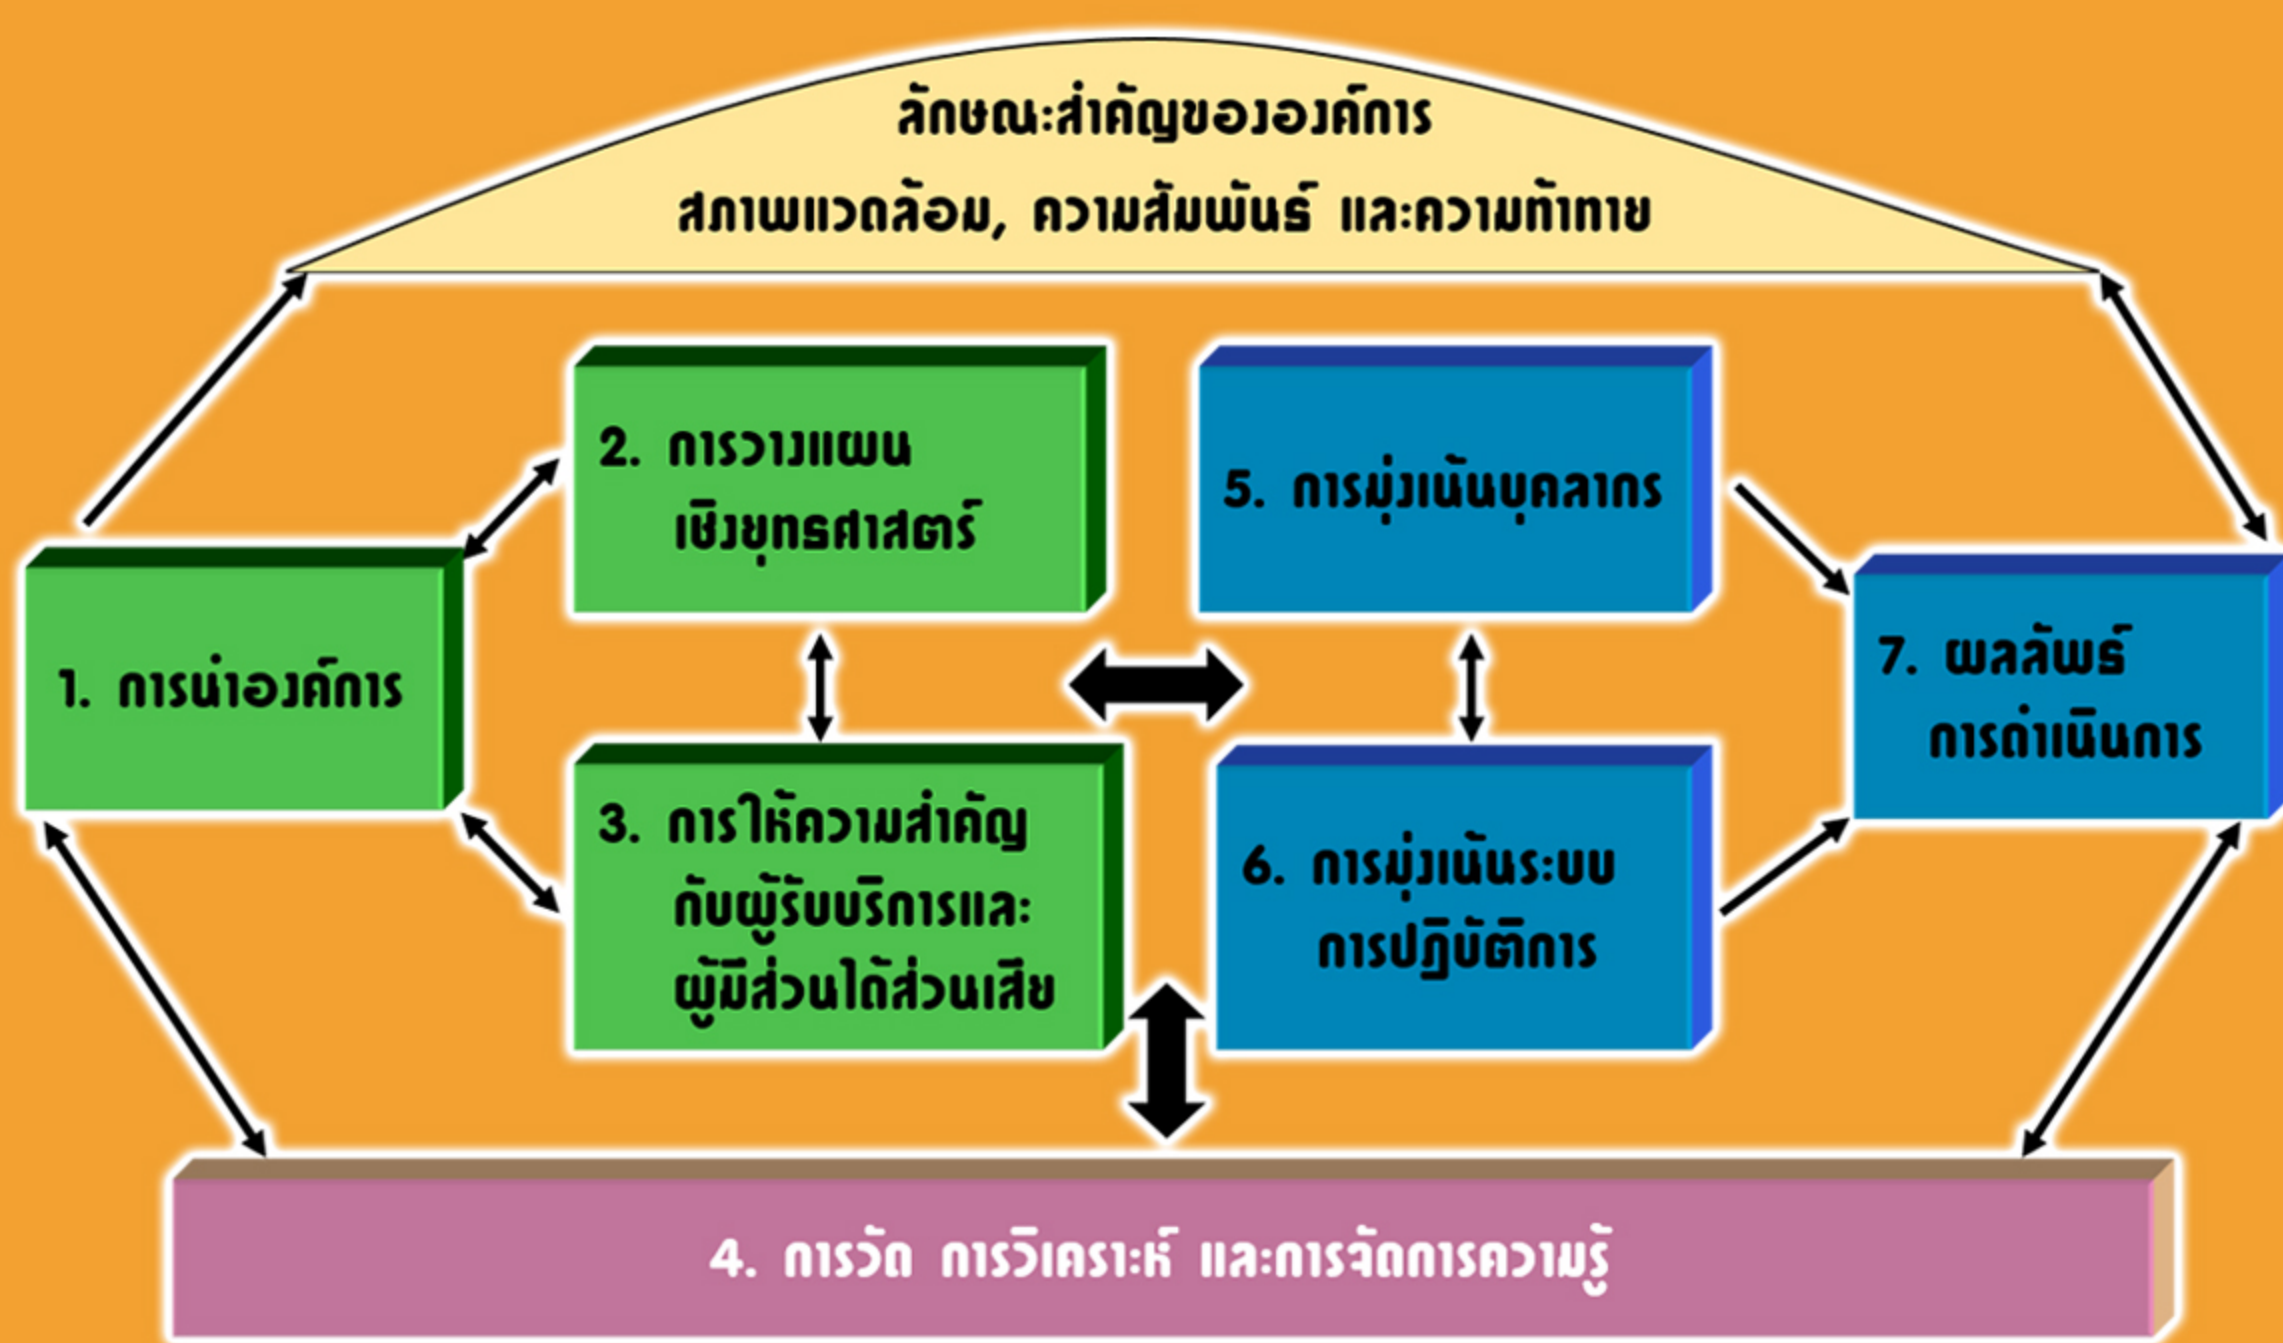 ลักษณะสำคัญขององค์การ
สภาพแวดล้อม, ความสัมพันธ์ และความท้าทาย
1. การนำองค์การ
2. การวางแผน
เชิงยุทธศาสตร์
3. การให้ความสำคัญ
กับผู้รับบริการและ
ผู้มีส่วนได้ส่วนเสีย
5. การมุ่งเน้นบุคลากร
6. การมุ่งเน้นระบบ
การปฏิบัติการ
7. ผลลัพธ์
การดำเนินการ
4. การวัด การวิเคราะห์ และการจัดการความรู้